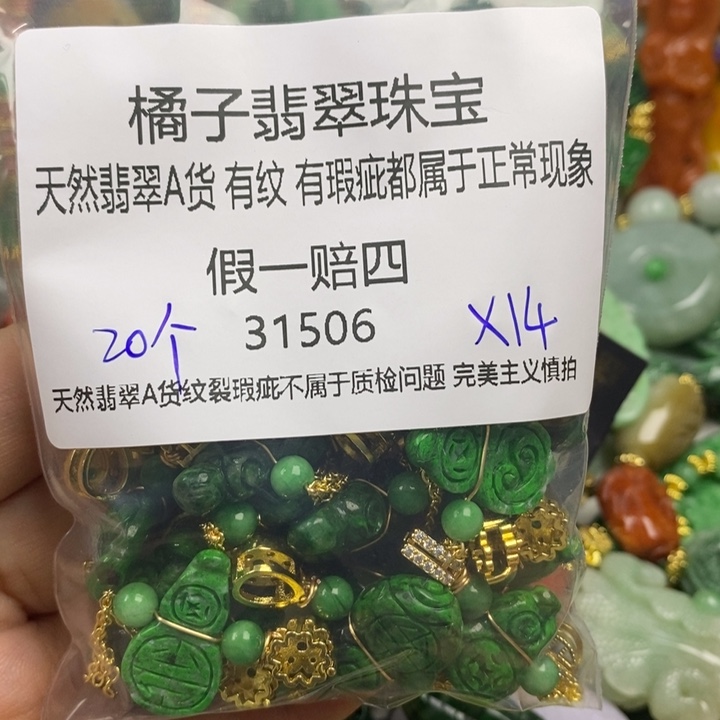 橘子翡翠珠宝
天然翡翠A货 有纹 有瑕疵都属于正常现象
假一赔四
20个 31506 X14
天然翡翠A货纹裂瑕疵不属于质检问题 完美主义慎拍